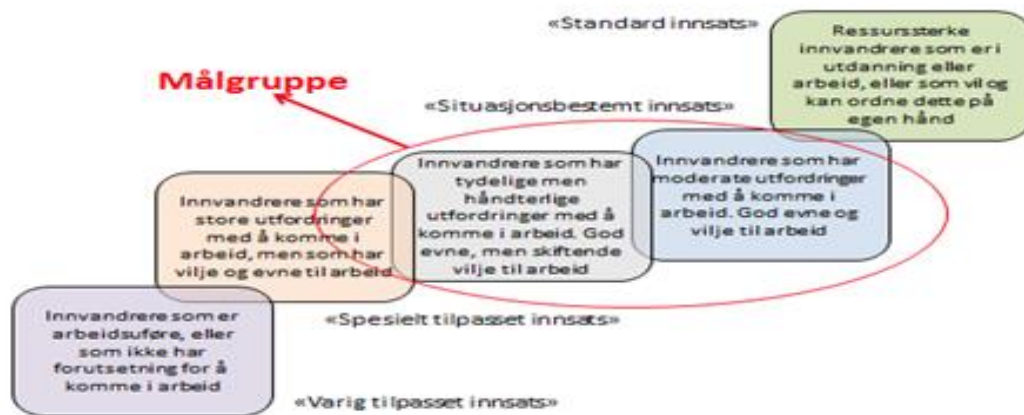 «Standard innsats»
Ressurssterke
innvandrere som er i
utdanning eller
arbeid, eller som vil og
kan ordne dette på
egen hånd
Målgruppe
«Situasjonsbestemt innsats»
Innvandrere som har
moderate utfordringer
med å komme i
arbeid. God evne og
vilje til arbeid
Innvandrere som har
tydelige men
håndterlige
utfordringer med å
komme i arbeid. God
evne, men skiftende
vilje til arbeid
Innvandrere som har
store utfordringer
med å komme i
arbeid, men som har
vilje og evne til arbeid
«Spesielt tilpasset innsats»
Innvandrere som er
arbeidsuføre, eller
som ikke har
forutsetning for å
komme i arbeid
«Varig tilpasset innsats»